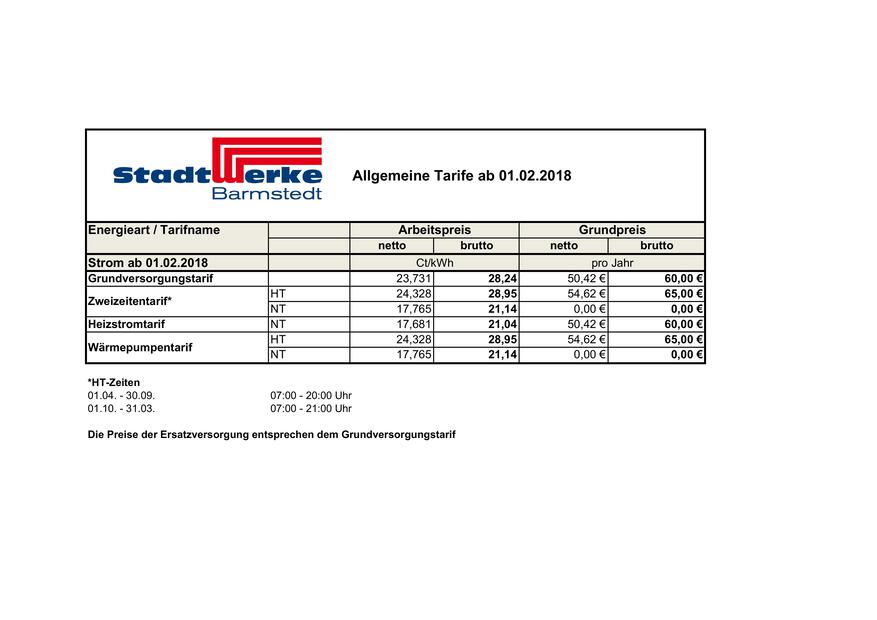 StadtWerke
Barmstedt
Allgemeine Tarife ab 01.02.2018
Energieart / Tarifname Arbeitspreis Grundpreis
netto brutto netto brutto
Strom ab 01.02.2018 Ct/kWh pro Jahr
Grundversorgungstarif 23,731 28,24 50,42 € 60,00 €
Zweizeitentarif* HT 24,328 28,95 54,62 € 65,00 €
NT 17,765 21,14 0,00 € 0,00 €
Heizstromtarif NT 17,681 21,04 50,42 € 60,00 €
Wärmepumpentarif HT 24,328 28,95 54,62 € 65,00 €
NT 17,765 21,14 0,00 € 0,00 €
*HT-Zeiten
01.04. - 30.09. 07:00 - 20:00 Uhr
01.10. - 31.03. 07:00 - 21:00 Uhr
Die Preise der Ersatzversorgung entsprechen dem Grundversorgungstarif